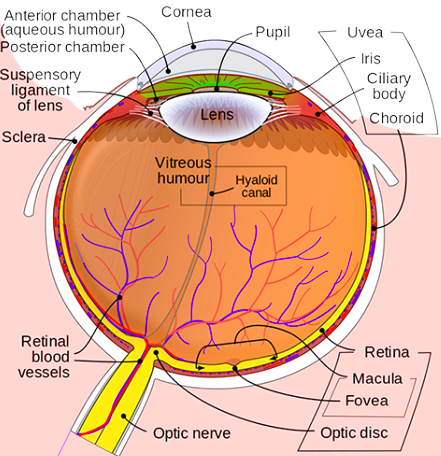 Cornea
Anterior chamber
(aqueous humour)
Posterior chamber
Pupil
Uvea
Iris
Ciliary
body
Choroid
Suspensory
ligament
of lens
Lens
Sclera
Vitreous
humour
Hyaloid
canal
Retinal
blood
vessels
Retina
Macula
Fovea
Optic nerve
Optic disc